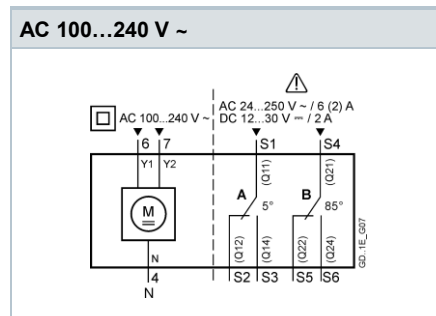 AC 100...240 V ~
AC 24...250 V ~ / 6 (2) A
AC 100...240 V ~ DC 12...30 V ⎓ / 2 A
6 7 S1 S4
Y1 Y2 (Q11) (Q21)
A 5° B 85°
M
(Q12) (Q14) (Q22) (Q24)
N
4 S2 S3 S5 S6
N
GD..1E_G07